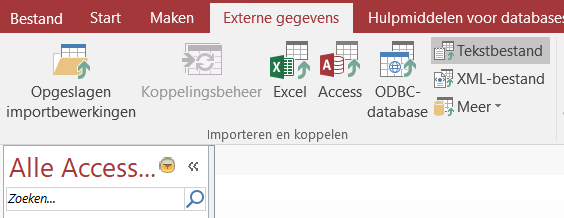 Bestand Start Maken Externe gegevens Hulpmiddelen voor databases
Opgeslagen importbewerkingen
Koppelingsbeheer
Excel
Access
ODBC-database
Tekstbestand
XML-bestand
Meer
Importeren en koppelen
Alle Access...
Zoeken...